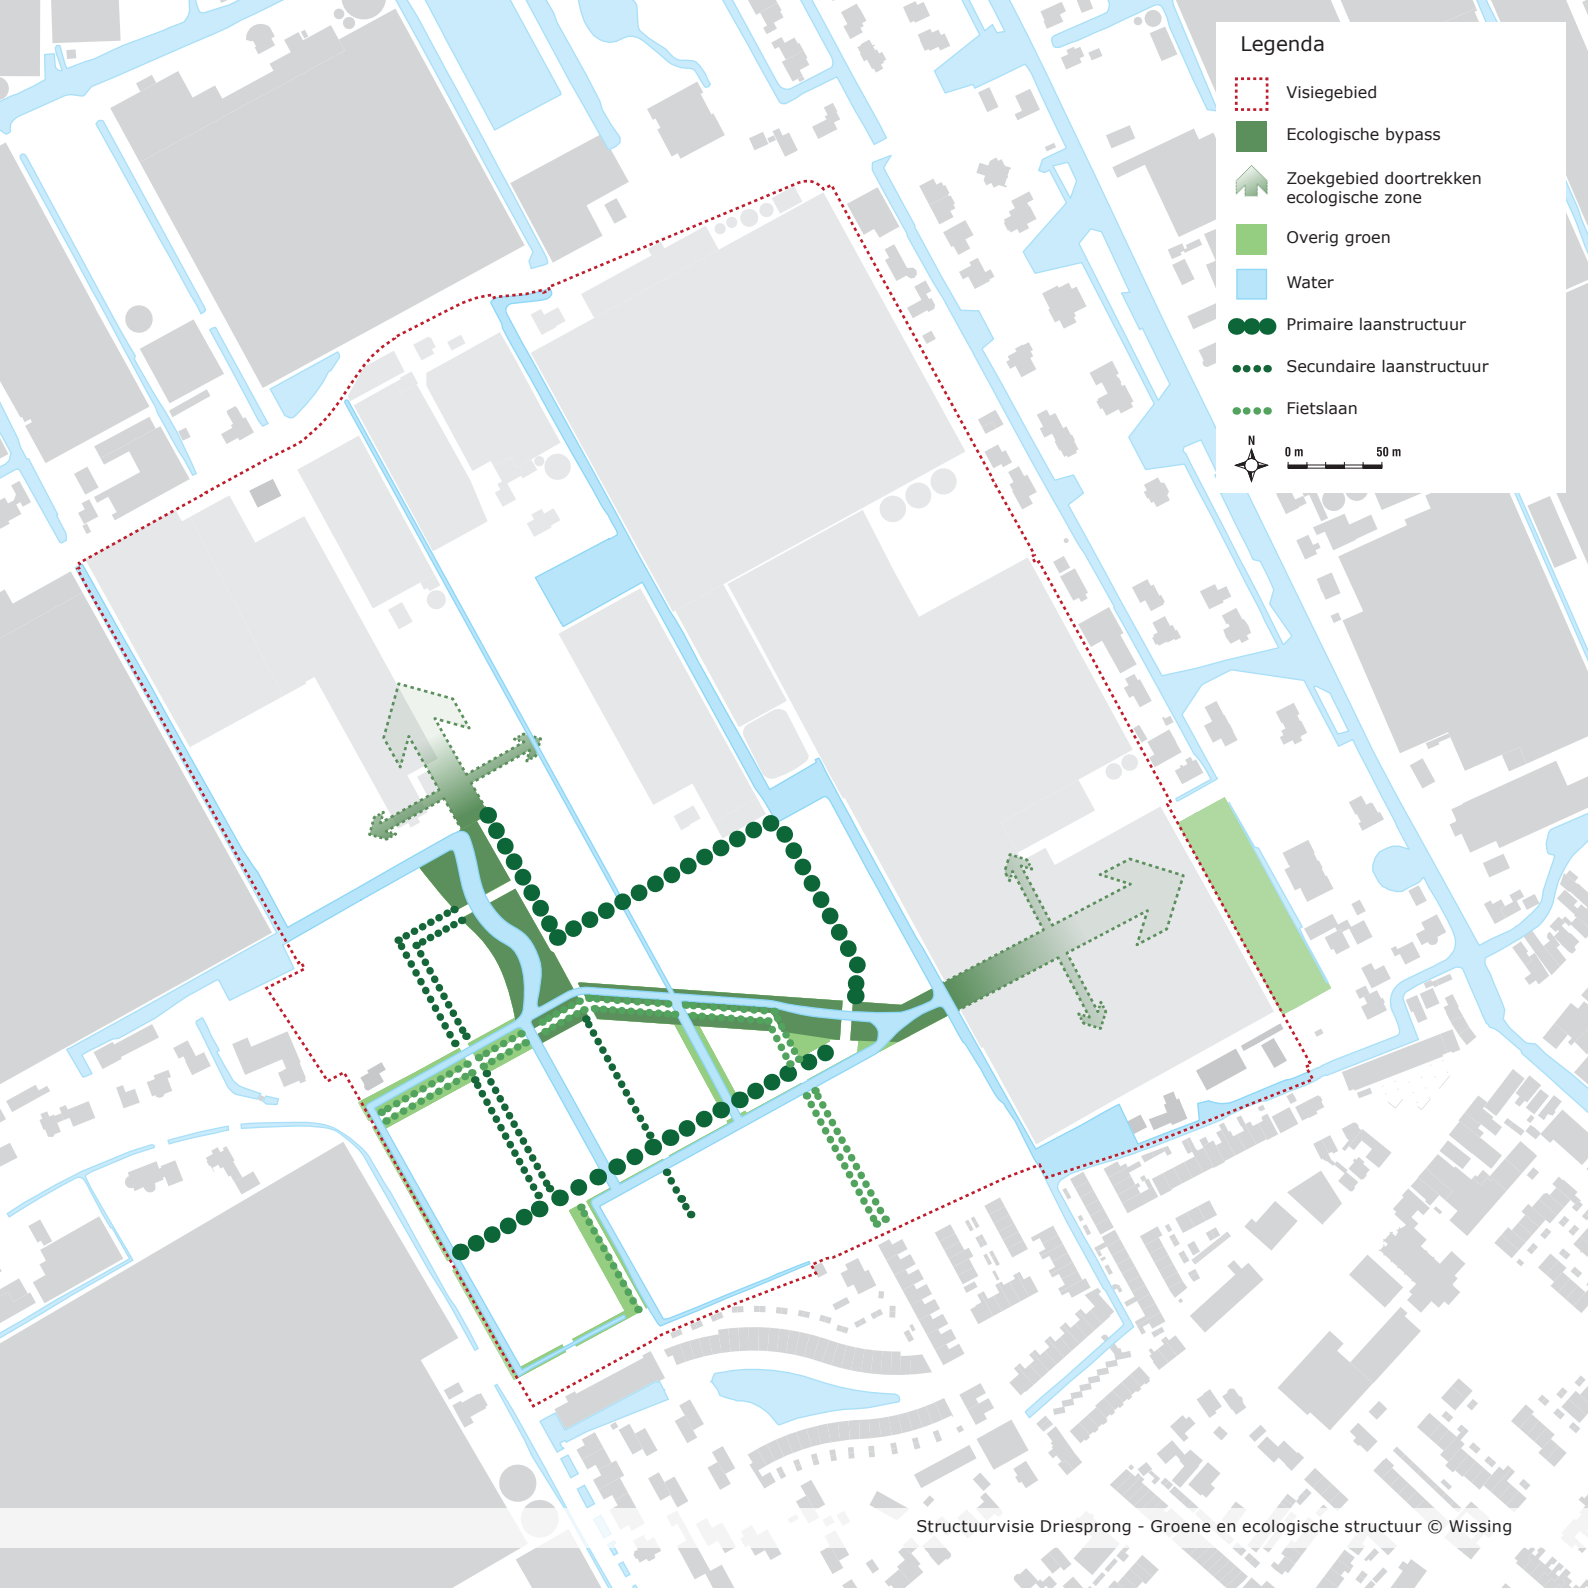 Legenda
Visiegebied
Ecologische bypass
Zoekgebied doortrekken
ecologische zone
Overig groen
Water
Primaire laanstructuur
Secundaire laanstructuur
Fietslaan
N
0 m 50 m
Structuurvisie Driesprong - Groene en ecologische structuur © Wissing